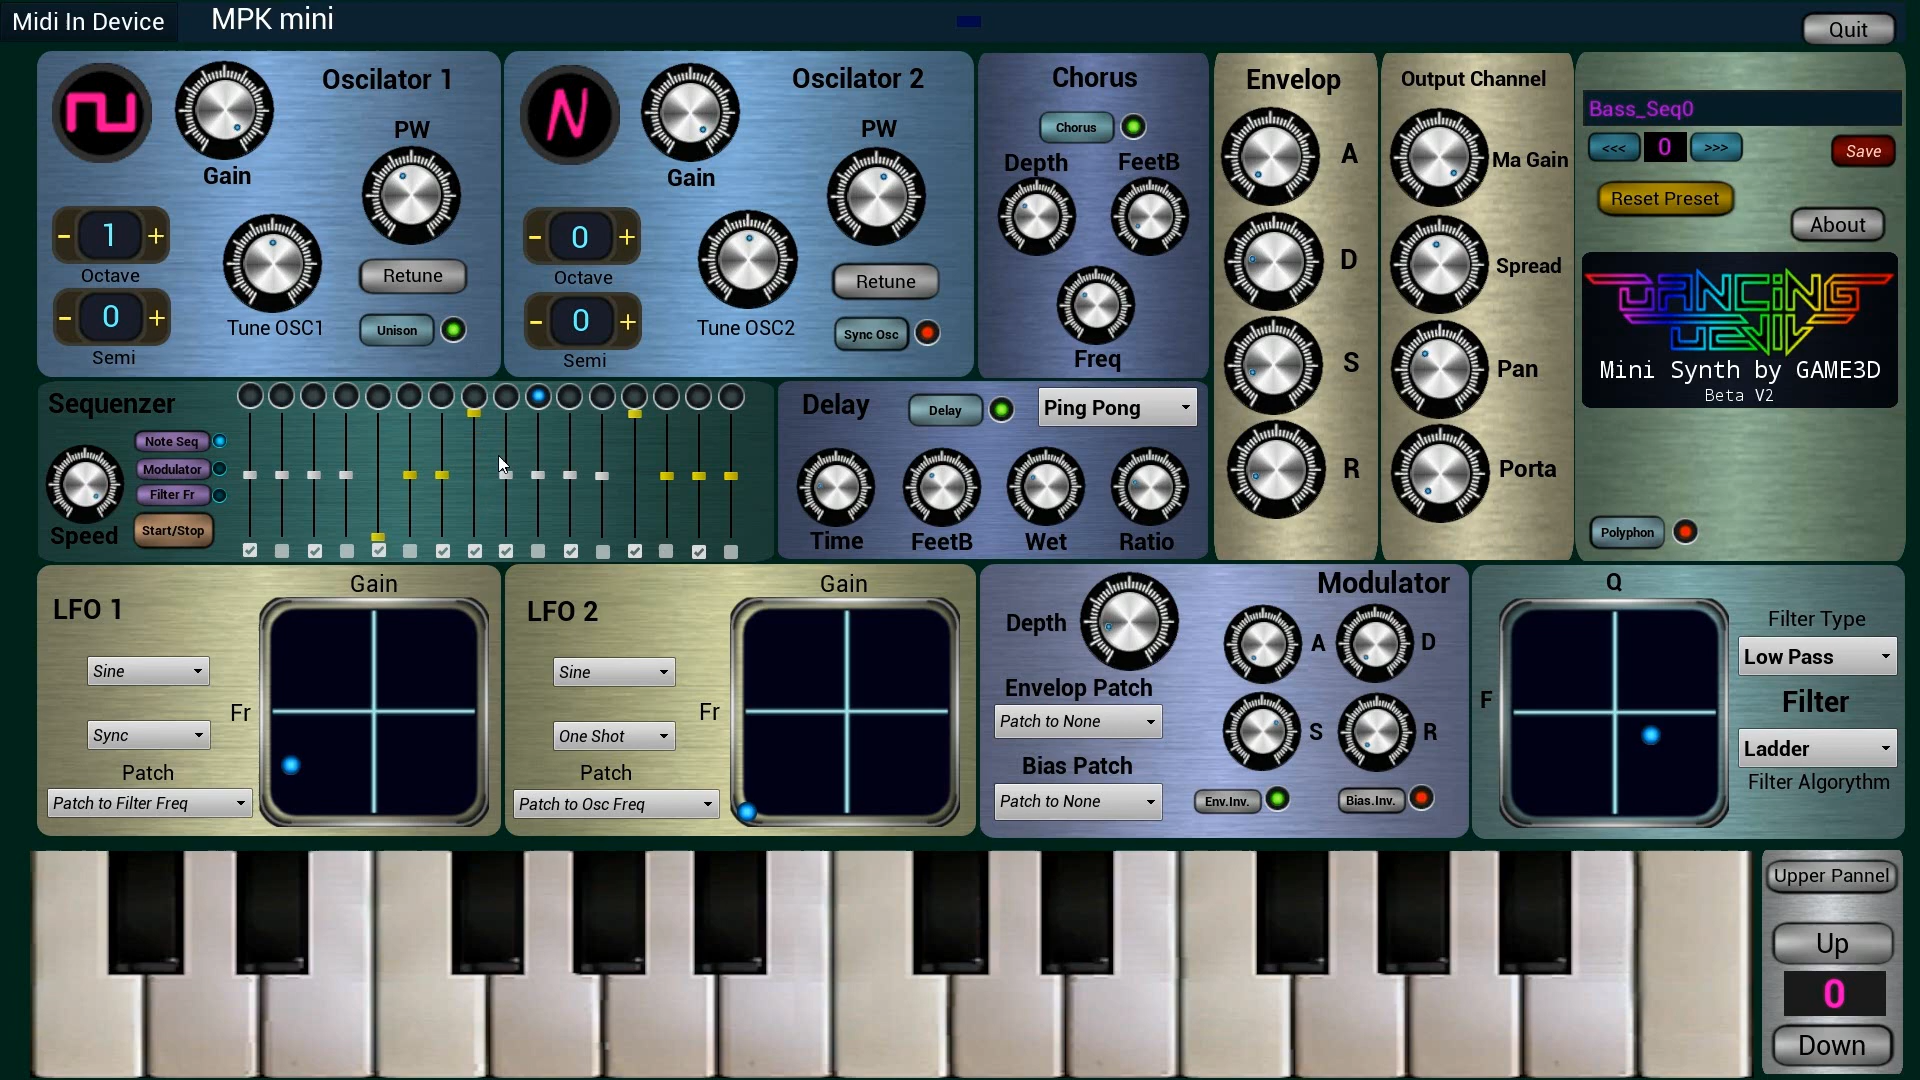 Midi In Device
MPK mini
Quit
Oscilator 1
Gain
PW
- 1 +
Octave
- 0 +
Semi
Tune OSC1
Retune
Unison
Oscilator 2
Gain
PW
- 0 +
Octave
- 0 +
Semi
Tune OSC2
Retune
Sync Osc
Chorus
Chorus
Depth
FeetB
Freq
Envelop
A
D
S
R
Output Channel
Ma Gain
Spread
Pan
Porta
Bass_Seq0
<<< 0 >>>
Save
Reset Preset
About
DANCING
DEVIL
Mini Synth by GAME3D
Beta V2
Polyphon
Sequenzer
Note Seq
Modulator
Filter Fr
Start/Stop
Speed
Delay
Delay
Ping Pong
Time
FeetB
Wet
Ratio
LFO 1
Gain
Sine
Fr
Sync
Patch
Patch to Filter Freq
LFO 2
Gain
Sine
Fr
One Shot
Patch
Patch to Osc Freq
Modulator
Depth
A
D
Envelop Patch
Patch to None
S
R
Bias Patch
Patch to None
Env.Inv.
Bias.Inv.
Q
F
Filter Type
Low Pass
Filter
Ladder
Filter Algorythm
Upper Pannel
Up
0
Down